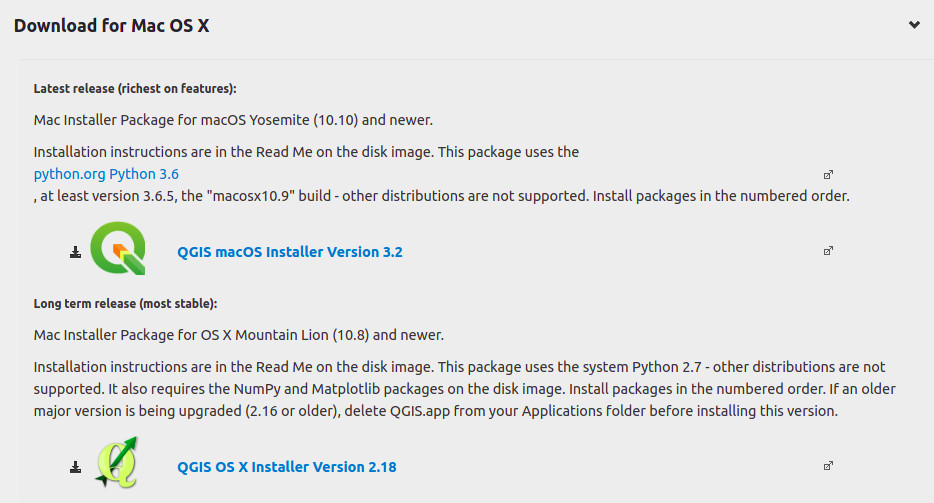 Download for Mac OS X
Latest release (richest on features):
Mac Installer Package for macOS Yosemite (10.10) and newer.
Installation instructions are in the Read Me on the disk image. This package uses the
python.org Python 3.6
, at least version 3.6.5, the "macosx10.9" build - other distributions are not supported. Install packages in the numbered order.
QGIS macOS Installer Version 3.2
Long term release (most stable):
Mac Installer Package for OS X Mountain Lion (10.8) and newer.
Installation instructions are in the Read Me on the disk image. This package uses the system Python 2.7 - other distributions are not
supported. It also requires the NumPy and Matplotlib packages on the disk image. Install packages in the numbered order. If an older
major version is being upgraded (2.16 or older), delete QGIS.app from your Applications folder before installing this version.
QGIS OS X Installer Version 2.18